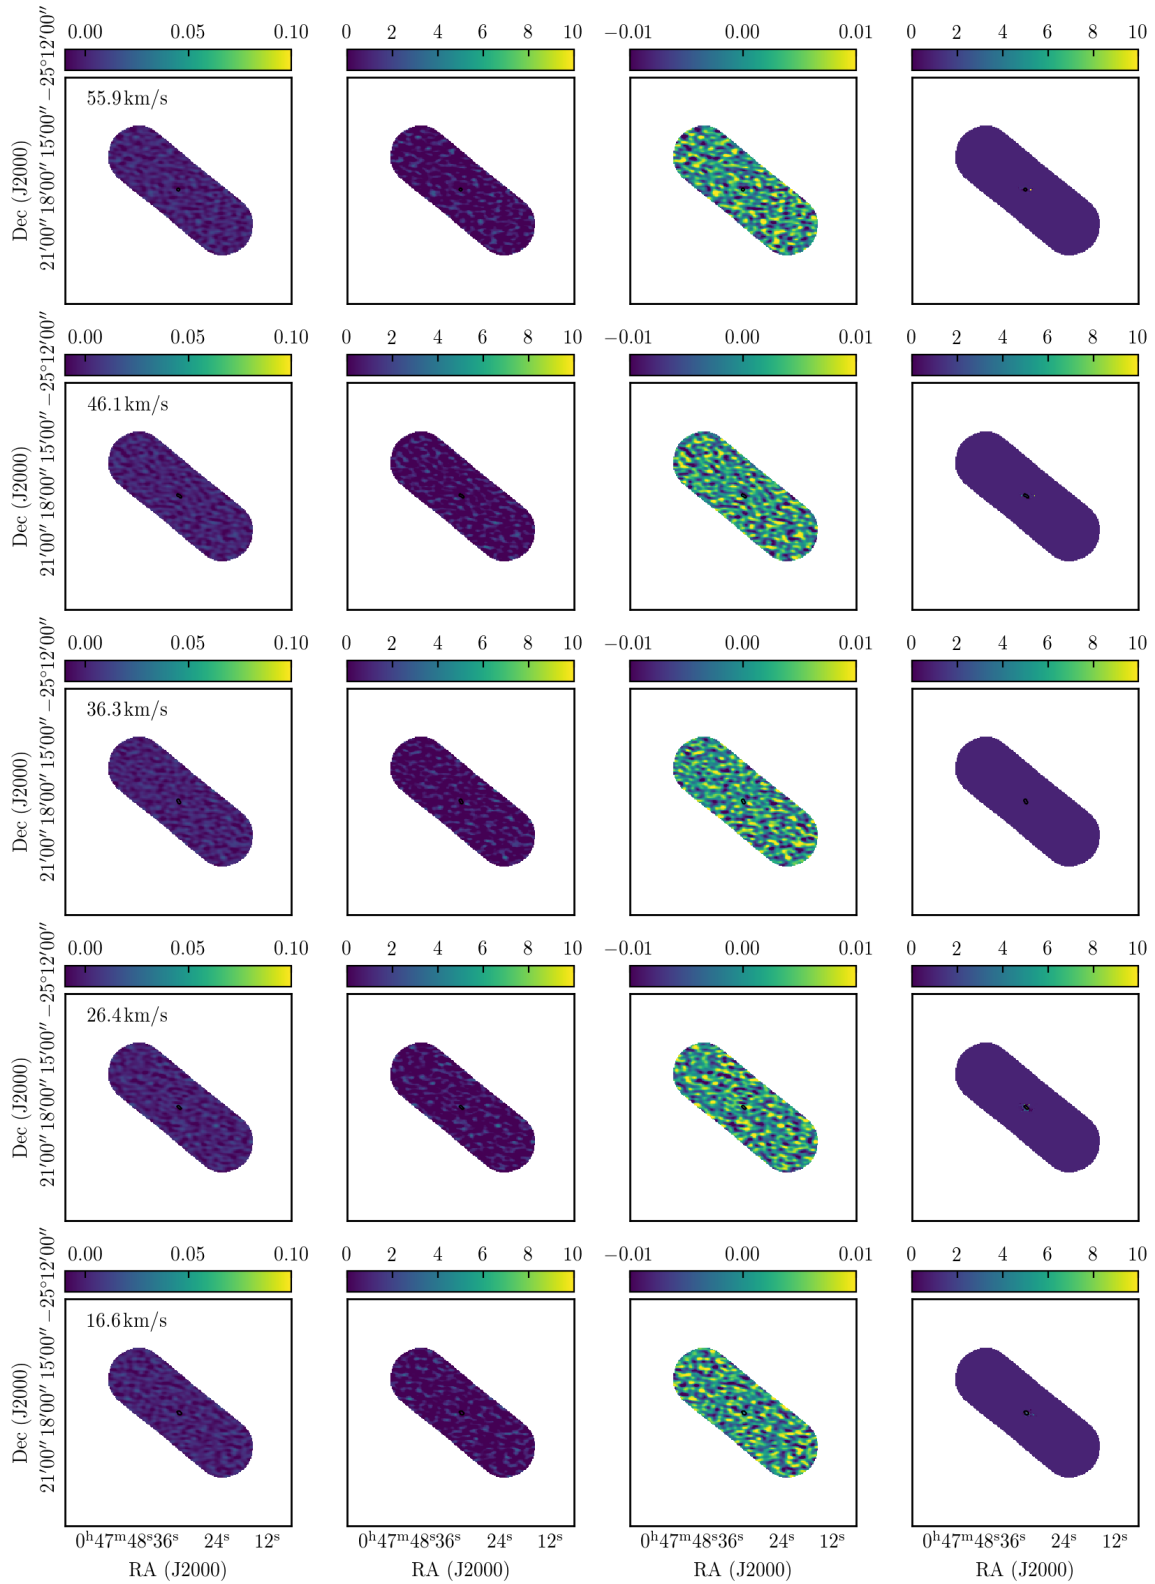 0.00 0.05 0.10 0 2 4 6 8 10 −0.01 0.00 0.01 0 2 4 6 8 10
55.9km/s
Dec (J2000)
21′00″ 18′00″ 15′00″ −25°12′00″
0.00 0.05 0.10 0 2 4 6 8 10 −0.01 0.00 0.01 0 2 4 6 8 10
46.1km/s
Dec (J2000)
21′00″ 18′00″ 15′00″ −25°12′00″
0.00 0.05 0.10 0 2 4 6 8 10 −0.01 0.00 0.01 0 2 4 6 8 10
36.3km/s
Dec (J2000)
21′00″ 18′00″ 15′00″ −25°12′00″
0.00 0.05 0.10 0 2 4 6 8 10 −0.01 0.00 0.01 0 2 4 6 8 10
26.4km/s
Dec (J2000)
21′00″ 18′00″ 15′00″ −25°12′00″
0.00 0.05 0.10 0 2 4 6 8 10 −0.01 0.00 0.01 0 2 4 6 8 10
16.6km/s
Dec (J2000)
21′00″ 18′00″ 15′00″ −25°12′00″
0ʰ47ᵐ48ˢ36ˢ 24ˢ 12ˢ 0ʰ47ᵐ48ˢ36ˢ 24ˢ 12ˢ 0ʰ47ᵐ48ˢ36ˢ 24ˢ 12ˢ 0ʰ47ᵐ48ˢ36ˢ 24ˢ 12ˢ
RA (J2000) RA (J2000) RA (J2000) RA (J2000)